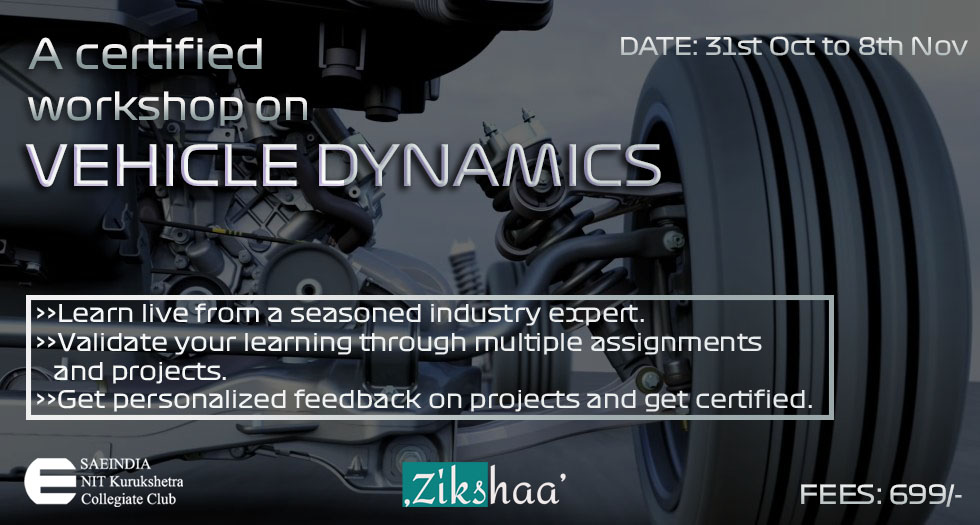 A certified
workshop on
VEHICLE DYNAMICS
DATE: 31st Oct to 8th Nov
>>Learn live from a seasoned industry expert.
>>Validate your learning through multiple assignments
and projects.
>>Get personalized feedback on projects and get certified.
SAEINDIA
NIT Kurukshetra
Collegiate Club
‚Zikshaa’
FEES: 699/-